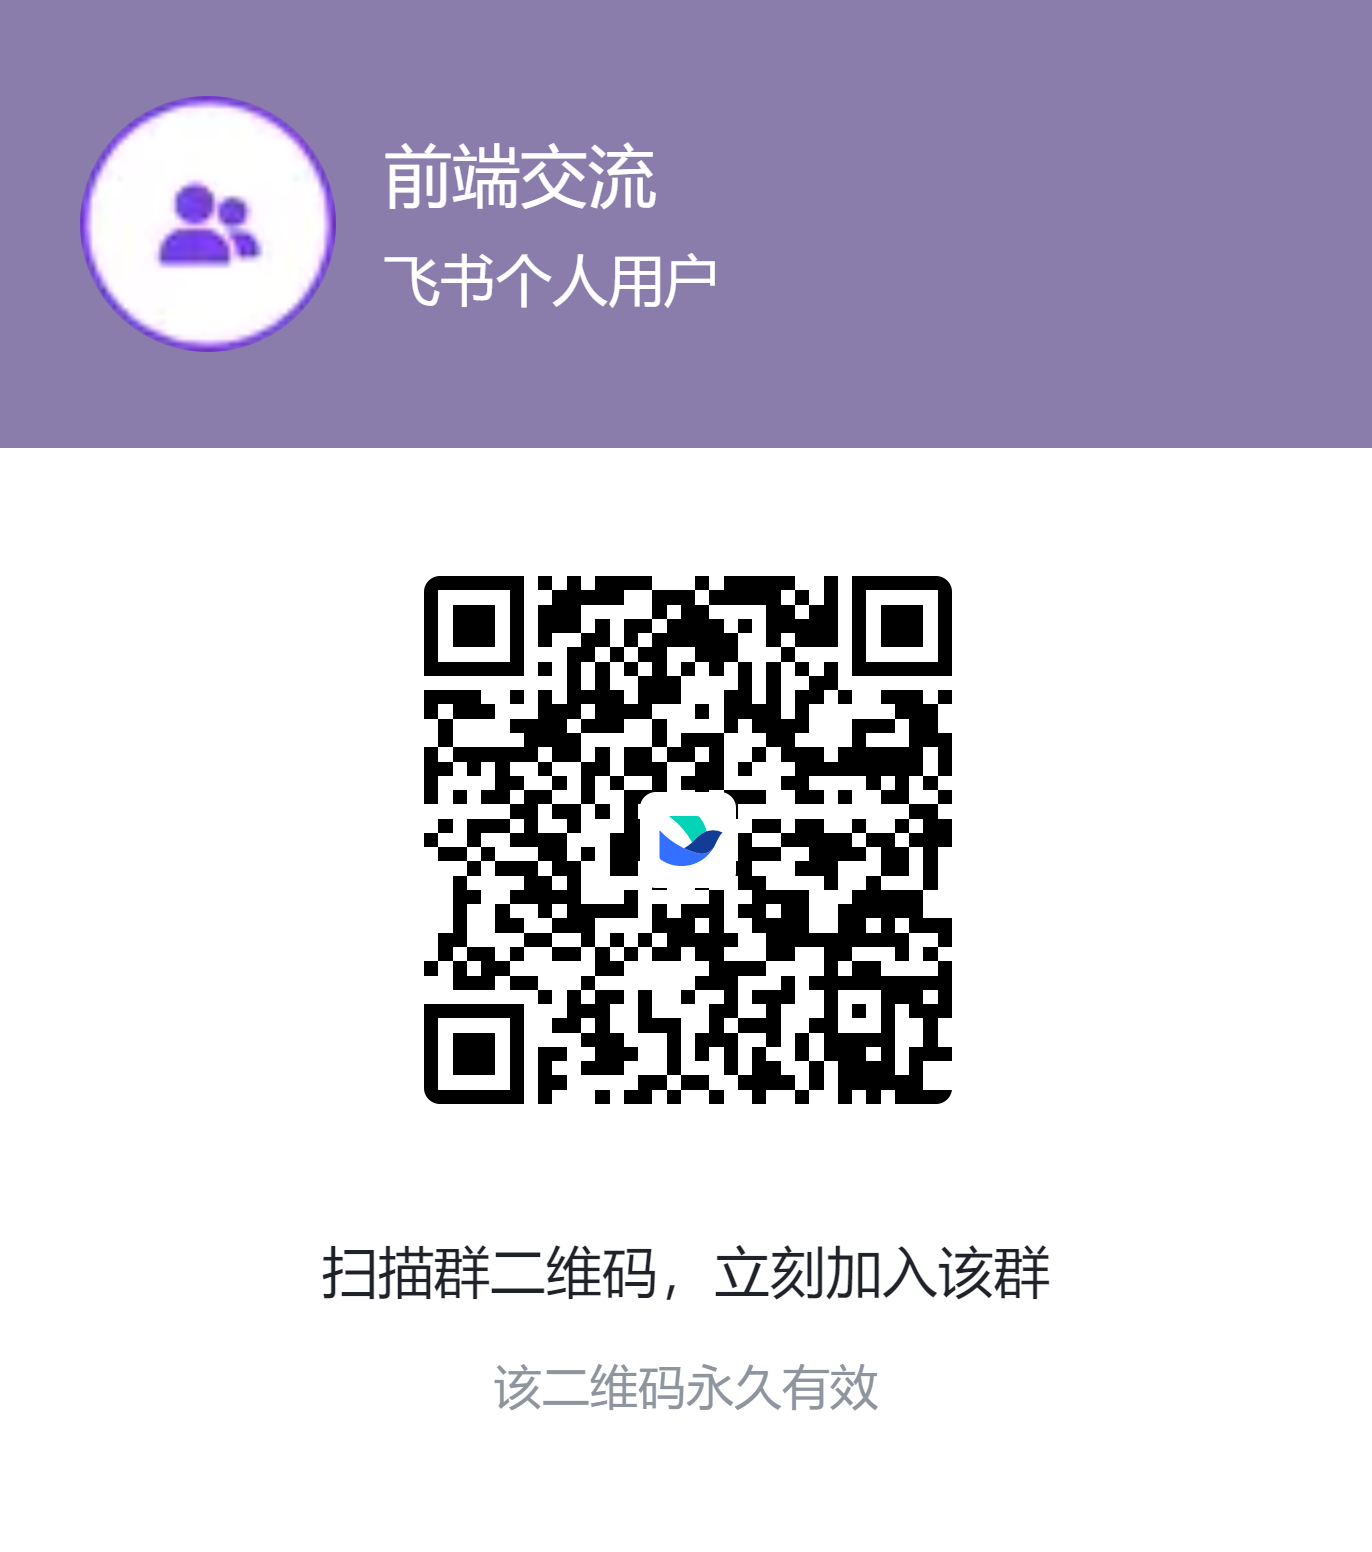 前端交流
飞书个人用户
扫描群二维码，立刻加入该群
该二维码永久有效